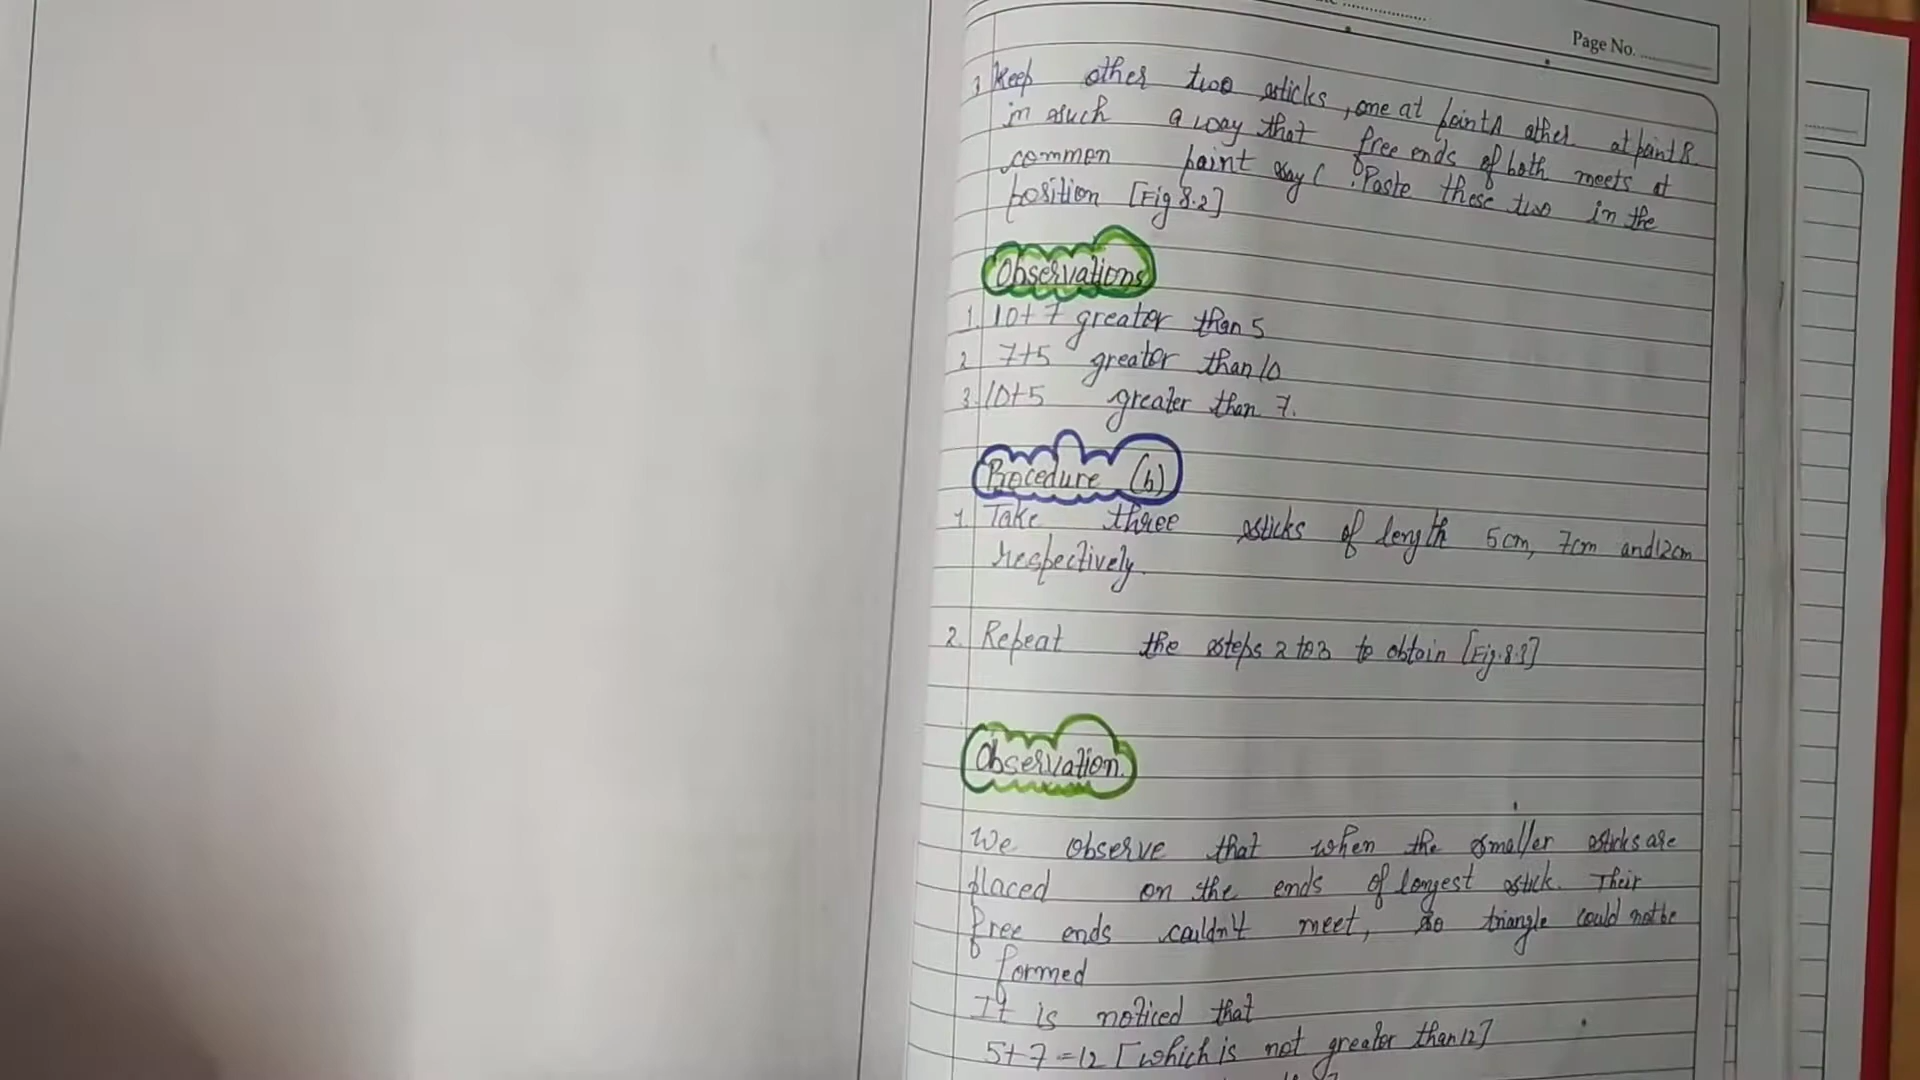 Page No. ..............
3 Keep other two sticks, one at point A other at point B
in such a way that free ends of both meets at
common point say C. Paste these two in the
position [Fig 8.2]
Observations
1. 10+7 greater than 5
2 7+5 greater than 10
3. 10+5 greater than 7.
Procedure (b)
1. Take three sticks of length 5cm, 7cm and 12cm
respectively.
2. Repeat the steps 2 to 3 to obtain [Fig. 8.3]
Observation
We observe that when the smaller sticks are
placed on the ends of longest stick. Their
free ends couldn't meet, so triangle could not be
formed
It is noticed that
5+7=12 [which is not greater than 12]